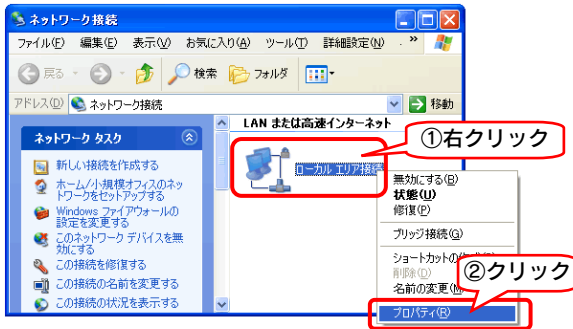 ネットワーク接続
ファイル(F) 編集(E) 表示(V) お気に入り(A) ツール(T) 詳細設定(N) . »
戻る 検索 フォルダ
アドレス(D) ネットワーク接続 移動
LAN または高速インターネット
ネットワーク タスク
①右クリック
新しい接続を作成する
ローカル エリア接続
ホーム/小規模オフィスのネットワークをセットアップする
Windows ファイアウォールの設定を変更する
このネットワーク デバイスを無効にする
この接続を修復する
この接続の名前を変更する
この接続の状況を表示する
無効にする(B)
状態(U)
修復(P)
ブリッジ接続(G)
ショートカットの
②クリック
削除(D)
名前の変更(M
プロパティ(R)